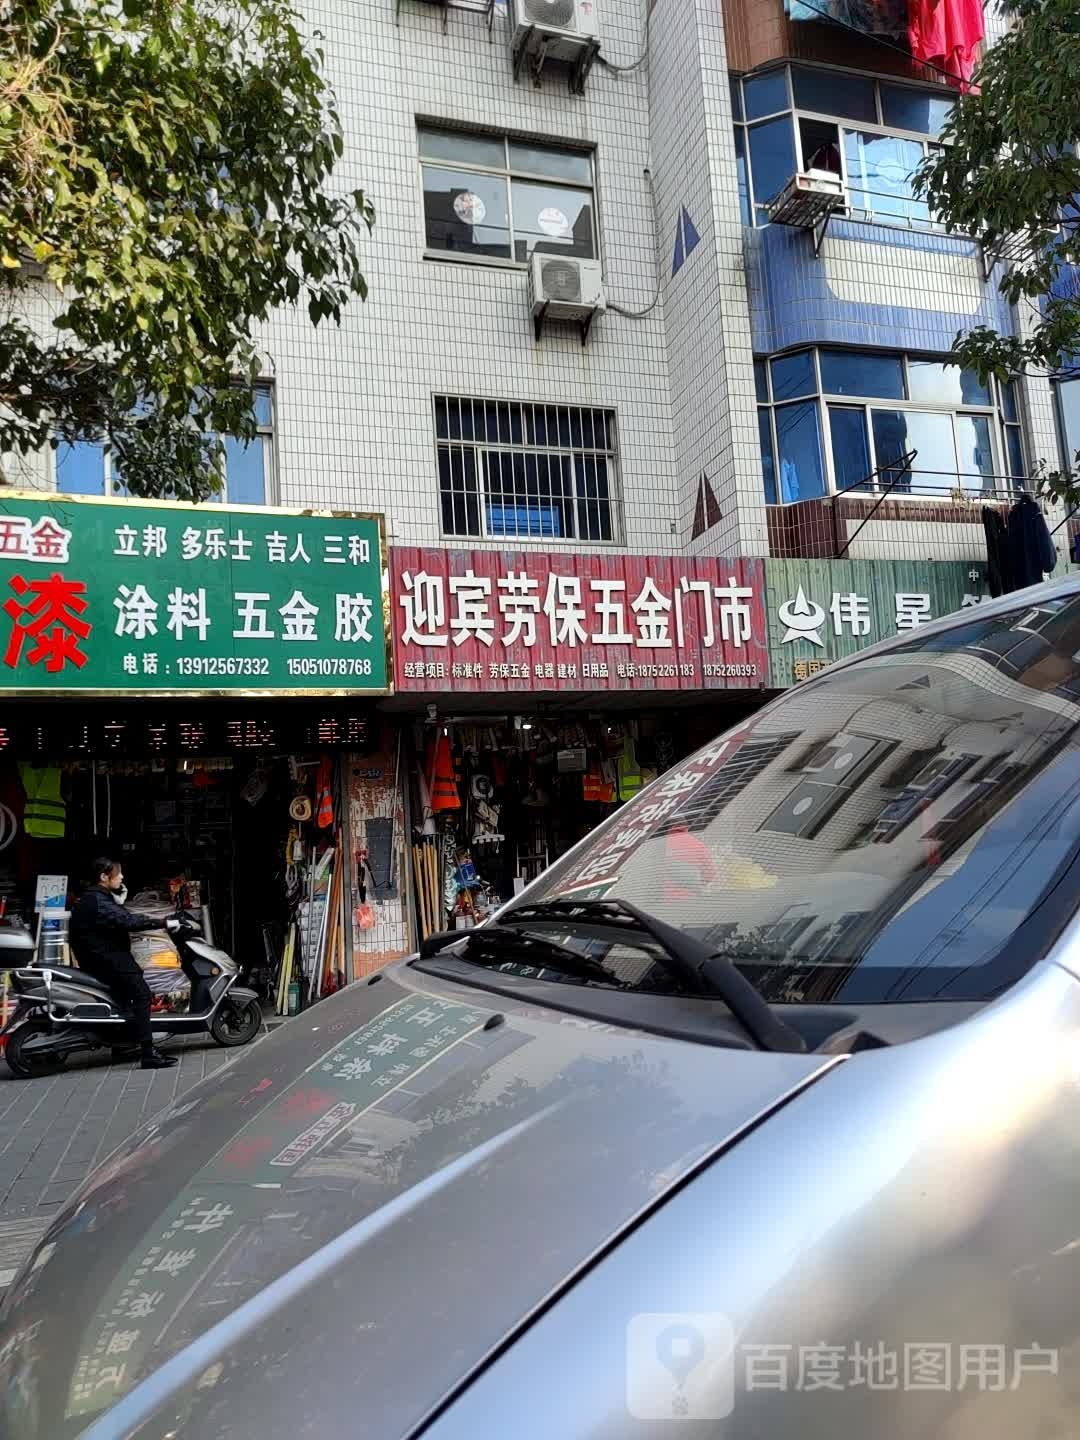 五金
立邦 多乐士 吉人 三和
漆
涂料 五金 胶
电话：13912567332 15051078768
迎宾劳保五金门市
经营项目：标准件 劳保五金 电器 建材 日用品 电话:18752261183 18752260393
中
伟星
德国
百度地图用户